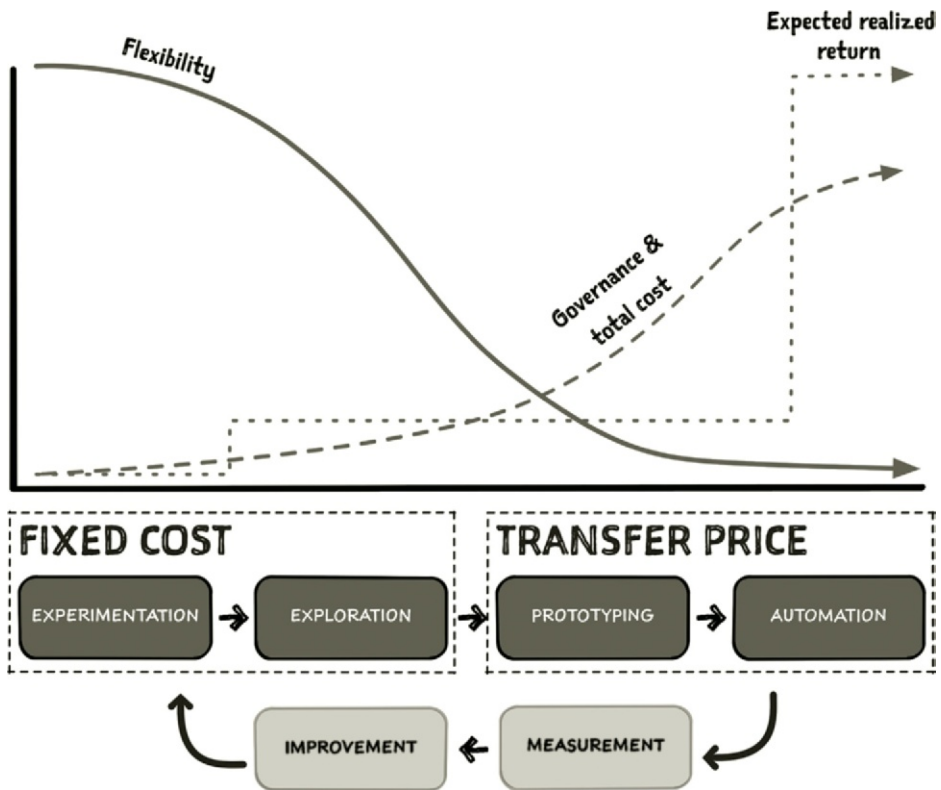 Expected realized
return
Flexibility
Governance &
total cost
FIXED COST
TRANSFER PRICE
EXPERIMENTATION
EXPLORATION
PROTOTYPING
AUTOMATION
IMPROVEMENT
MEASUREMENT